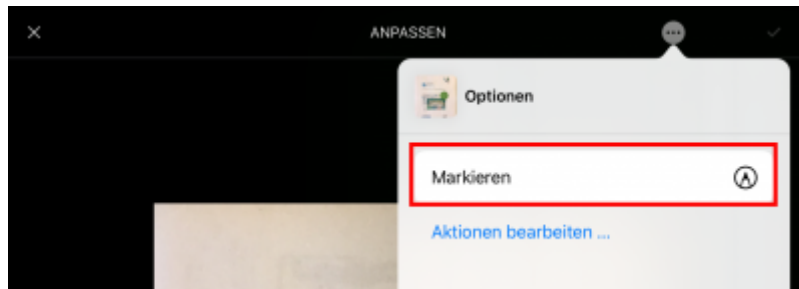 ANPASSEN
Optionen
Markieren
Aktionen bearbeiten ...